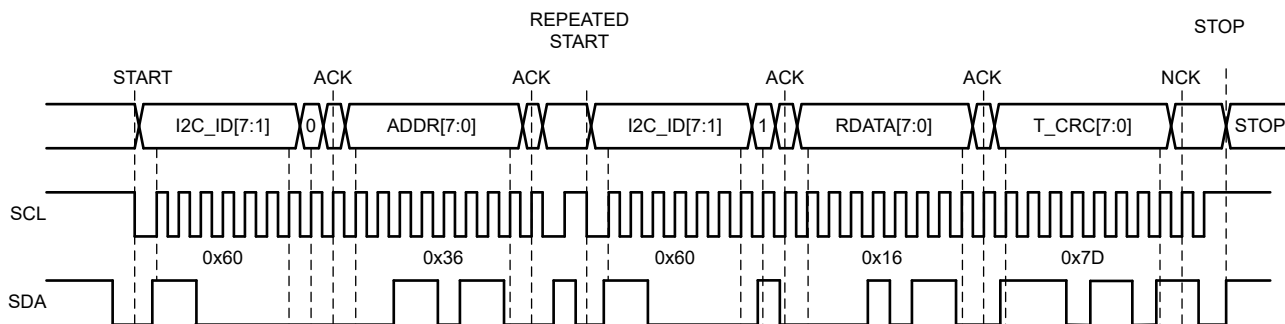 REPEATED
START
STOP
START
ACK
ACK
ACK
ACK
NCK
I2C_ID[7:1]
0
ADDR[7:0]
I2C_ID[7:1]
1
RDATA[7:0]
T_CRC[7:0]
STOP
SCL
0x60
0x36
0x60
0x16
0x7D
SDA